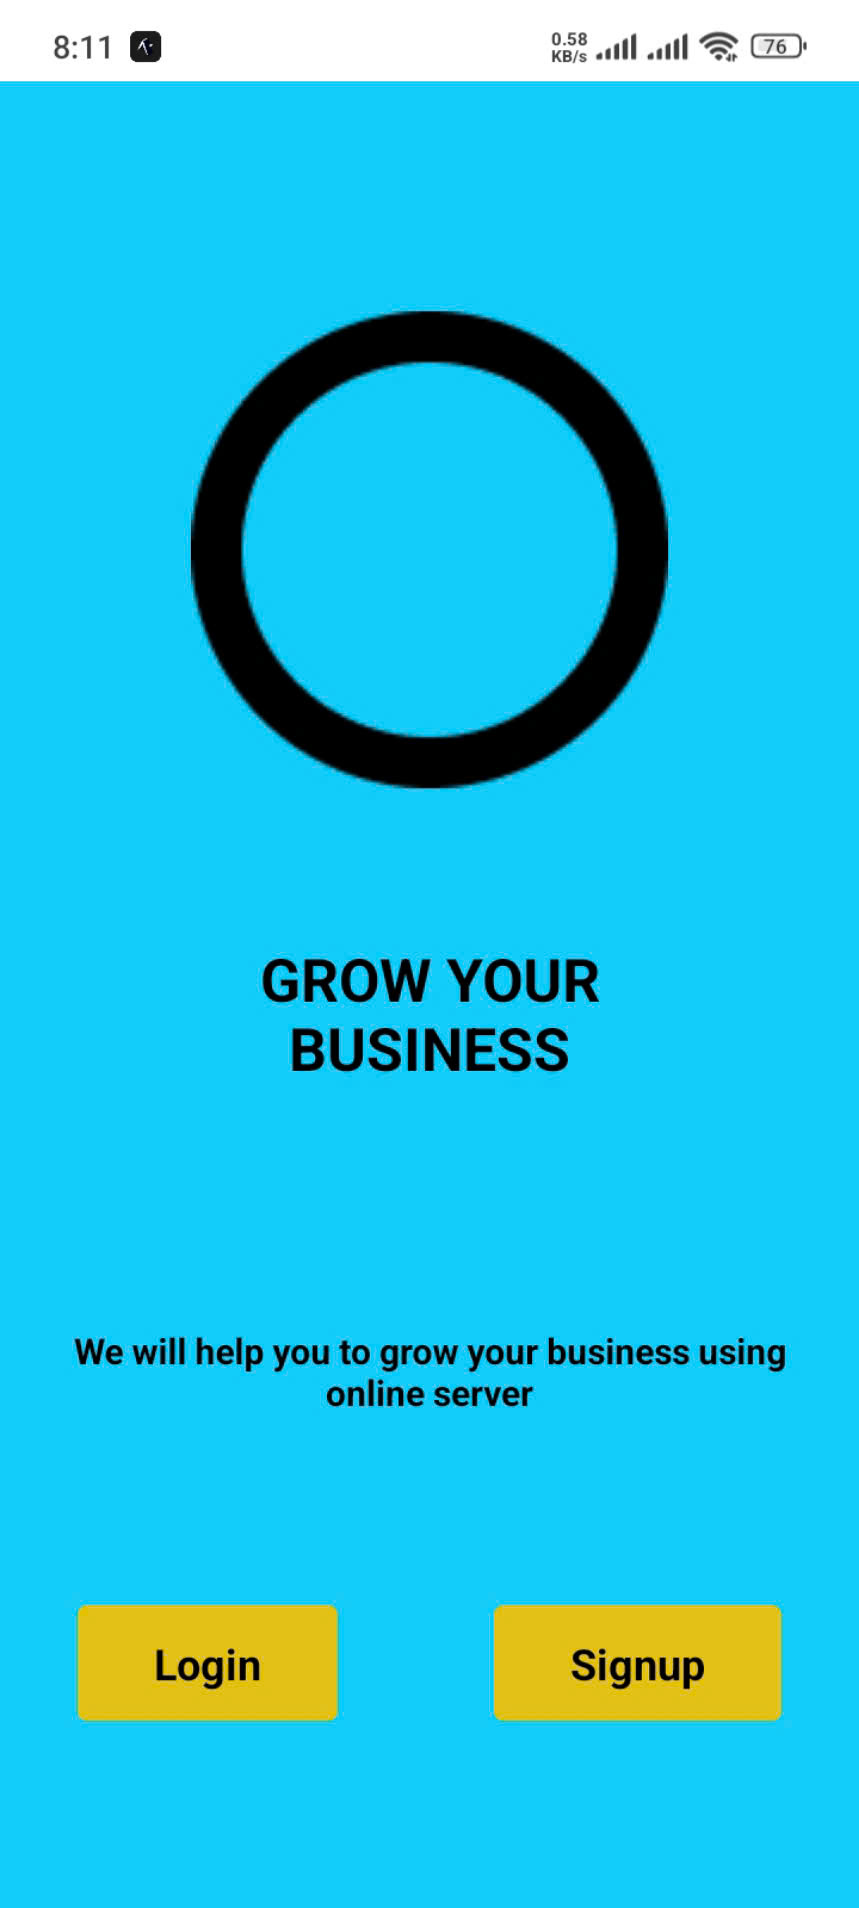 8:11
0.58
KB/s
76
GROW YOUR
BUSINESS
We will help you to grow your business using
online server
Login
Signup